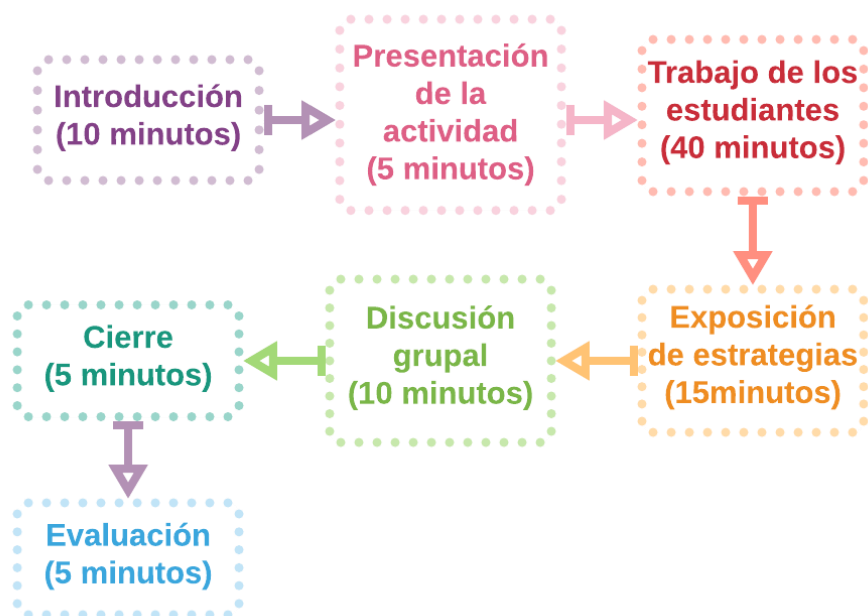 Introducción
(10 minutos)
Presentación
de la
actividad
(5 minutos)
Trabajo de los
estudiantes
(40 minutos)
Exposición
de estrategias
(15minutos)
Discusión
grupal
(10 minutos)
Cierre
(5 minutos)
Evaluación
(5 minutos)